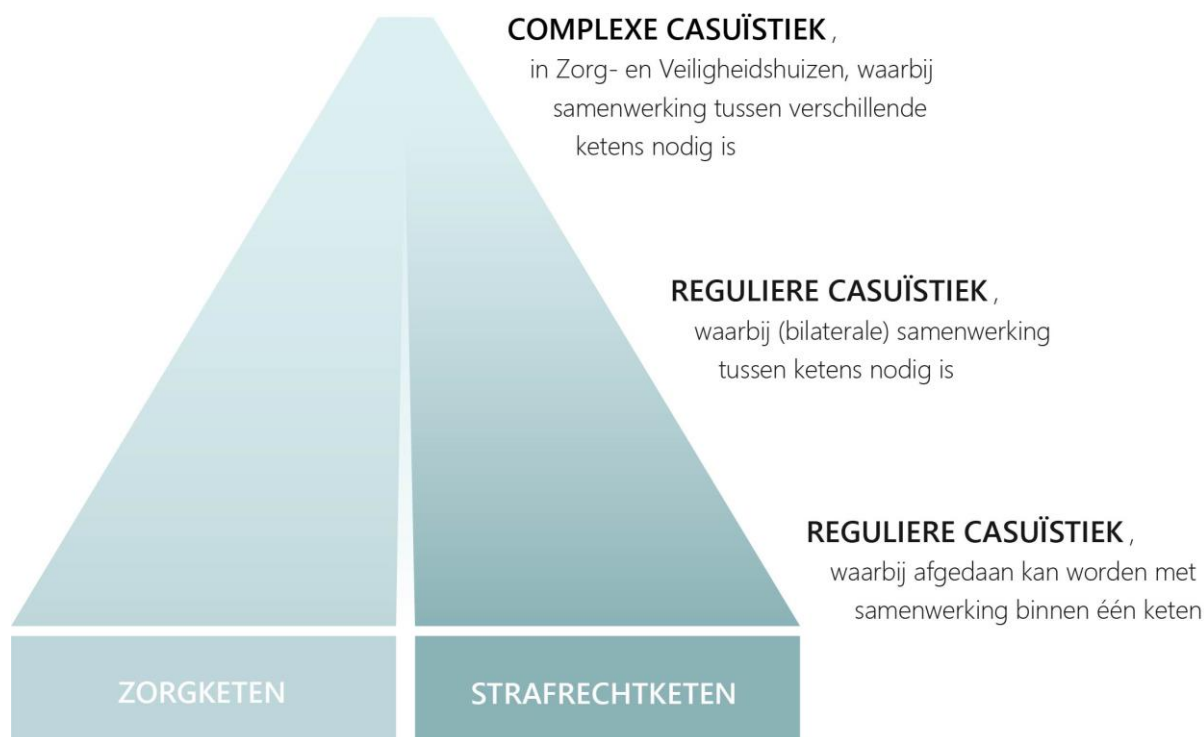 COMPLEXE CASUÏSTIEK,
in Zorg- en Veiligheidshuizen, waarbij
samenwerking tussen verschillende
ketens nodig is
REGULIERE CASUÏSTIEK,
waarbij (bilaterale) samenwerking
tussen ketens nodig is
REGULIERE CASUÏSTIEK,
waarbij afgedaan kan worden met
samenwerking binnen één keten
ZORGKETEN
STRAFRECHTKETEN